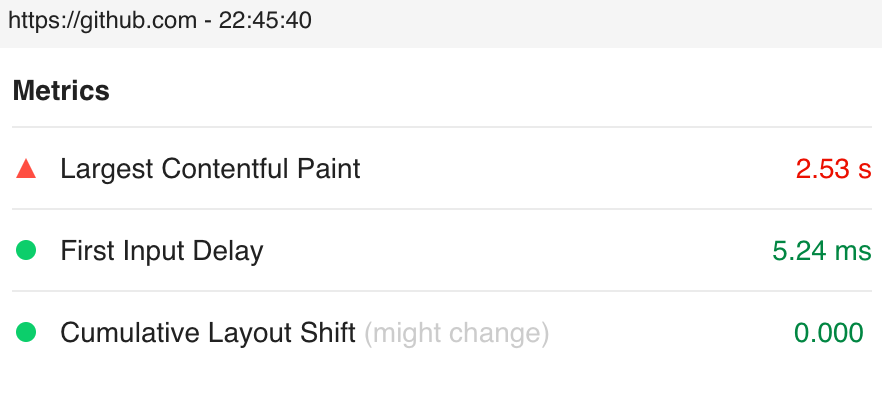 https://github.com - 22:45:40
Metrics
Largest Contentful Paint 2.53 s
First Input Delay 5.24 ms
Cumulative Layout Shift (might change) 0.000